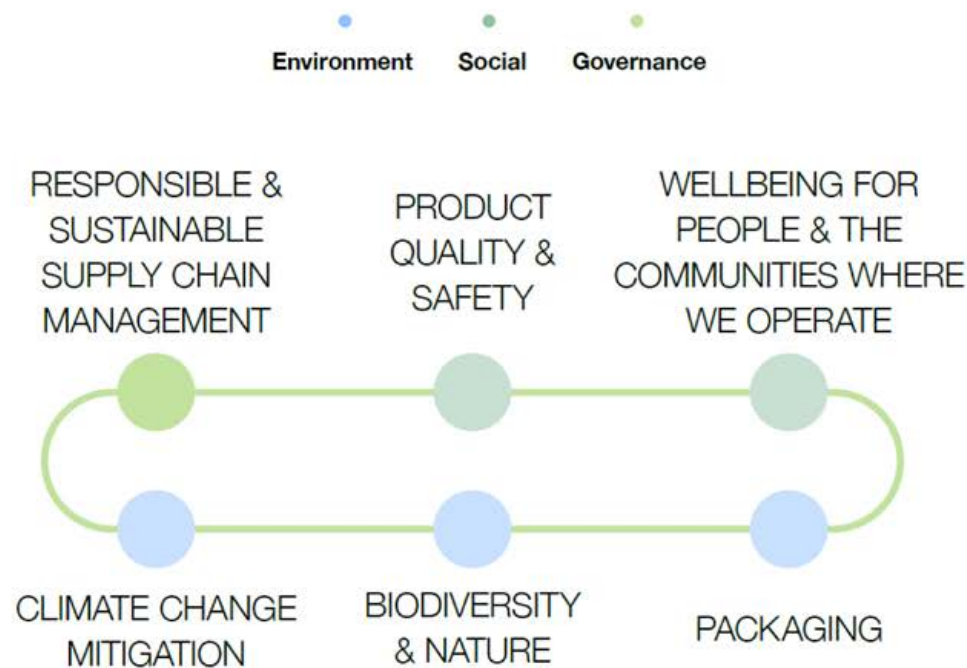 Environment Social Governance
RESPONSIBLE &
SUSTAINABLE
SUPPLY CHAIN
MANAGEMENT
PRODUCT
QUALITY &
SAFETY
WELLBEING FOR
PEOPLE & THE
COMMUNITIES WHERE
WE OPERATE
CLIMATE CHANGE
MITIGATION
BIODIVERSITY
& NATURE
PACKAGING